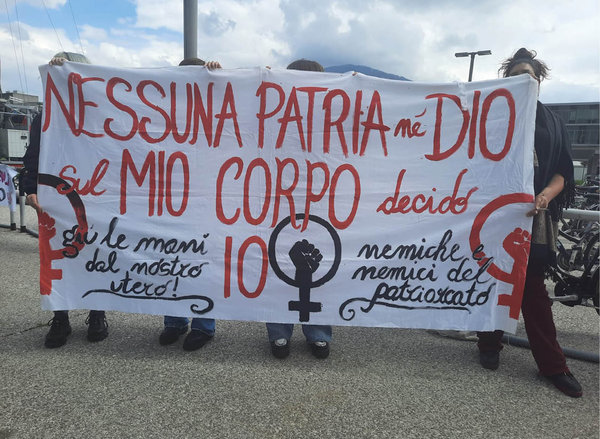 NESSUNA PATRIA né DIO
sul MIO CORPO decido
IO
giù le mani
dal nostro
utero!
nemiche e
nemici del
patriarcato